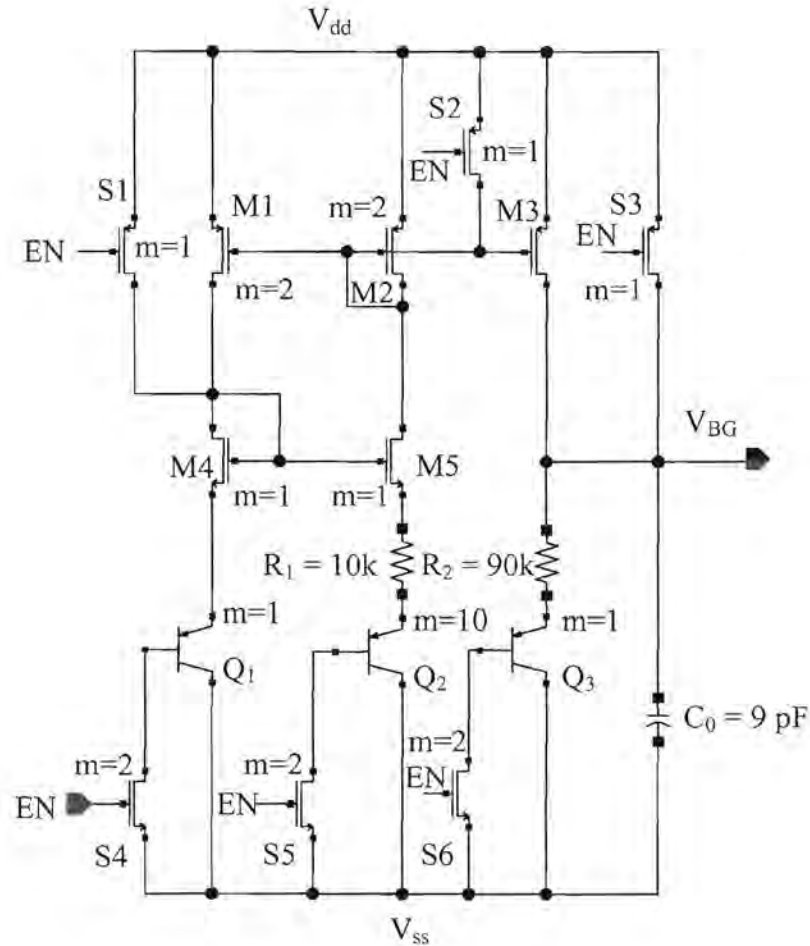 V_dd
S2
EN
m=1
S1
M1
m=2
M3
S3
EN
m=1
EN
m=2
M2
m=1
V_BG
M4
M5
m=1
m=1
R_1 = 10k
R_2 = 90k
m=1
m=10
m=1
Q_1
Q_2
Q_3
C_0 = 9 pF
m=2
m=2
m=2
EN
EN
EN
S4
S5
S6
V_ss